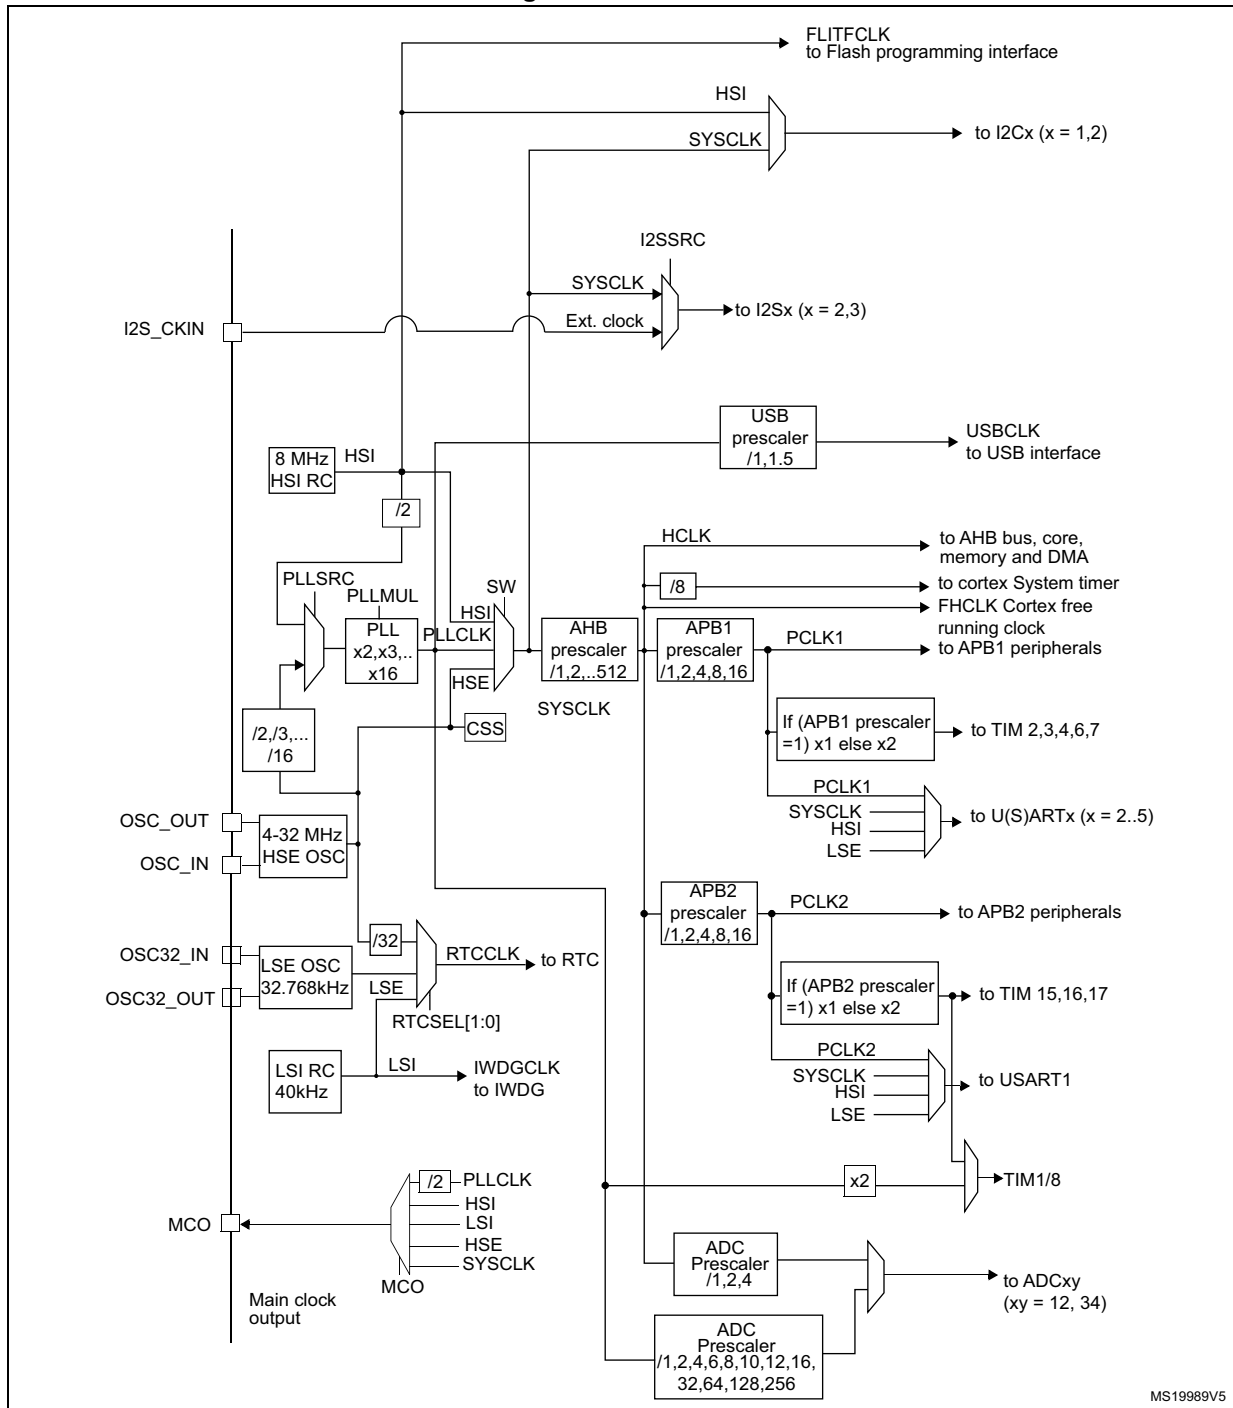 FLITFCLK
to Flash programming interface
HSI
to I2Cx (x = 1,2)
SYSCLK
I2SSRC
SYSCLK
to I2Sx (x = 2,3)
I2S_CKIN
Ext. clock
USB
prescaler
/1,1.5
USBCLK
to USB interface
8 MHz
HSI RC
HSI
/2
HCLK
to AHB bus, core,
memory and DMA
/8
to cortex System timer
FHCLK Cortex free
running clock
PLLSRC
PLLMUL
PLL
x2,x3,..
x16
SW
HSI
PLLCLK
HSE
AHB
prescaler
/1,2,..512
APB1
prescaler
/1,2,4,8,16
PCLK1
to APB1 peripherals
SYSCLK
/2,/3,...
/16
CSS
If (APB1 prescaler
=1) x1 else x2
to TIM 2,3,4,6,7
PCLK1
SYSCLK
HSI
LSE
to U(S)ARTx (x = 2..5)
OSC_OUT
OSC_IN
4-32 MHz
HSE OSC
APB2
prescaler
/1,2,4,8,16
PCLK2
to APB2 peripherals
/32
OSC32_IN
OSC32_OUT
LSE OSC
32.768kHz
RTCCLK
to RTC
LSE
RTCSEL[1:0]
If (APB2 prescaler
=1) x1 else x2
to TIM 15,16,17
LSI RC
40kHz
LSI
IWDGCLK
to IWDG
PCLK2
SYSCLK
HSI
LSE
to USART1
x2
TIM1/8
/2
PLLCLK
HSI
LSI
HSE
SYSCLK
MCO
MCO
Main clock
output
ADC
Prescaler
/1,2,4
to ADCxy
(xy = 12, 34)
ADC
Prescaler
/1,2,4,6,8,10,12,16,
32,64,128,256
MS19989V5